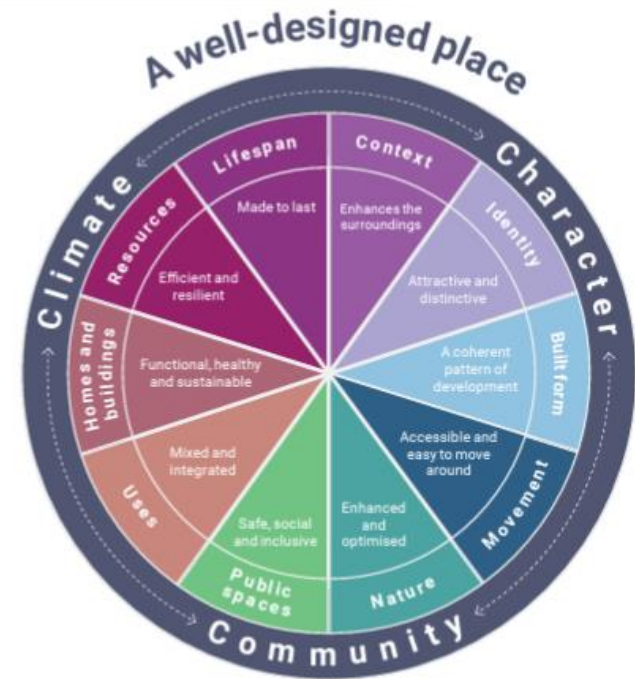 A well-designed place
Climate
Character
Community
Context
Enhances the
surroundings
Identity
Attractive and
distinctive
Built form
A coherent
pattern of
development
Movement
Accessible and
easy to move
around
Nature
Enhanced
and
optimised
Public
spaces
Safe, social
and inclusive
Uses
Mixed and
integrated
Homes and
buildings
Functional, healthy
and sustainable
Resources
Efficient and
resilient
Lifespan
Made to last